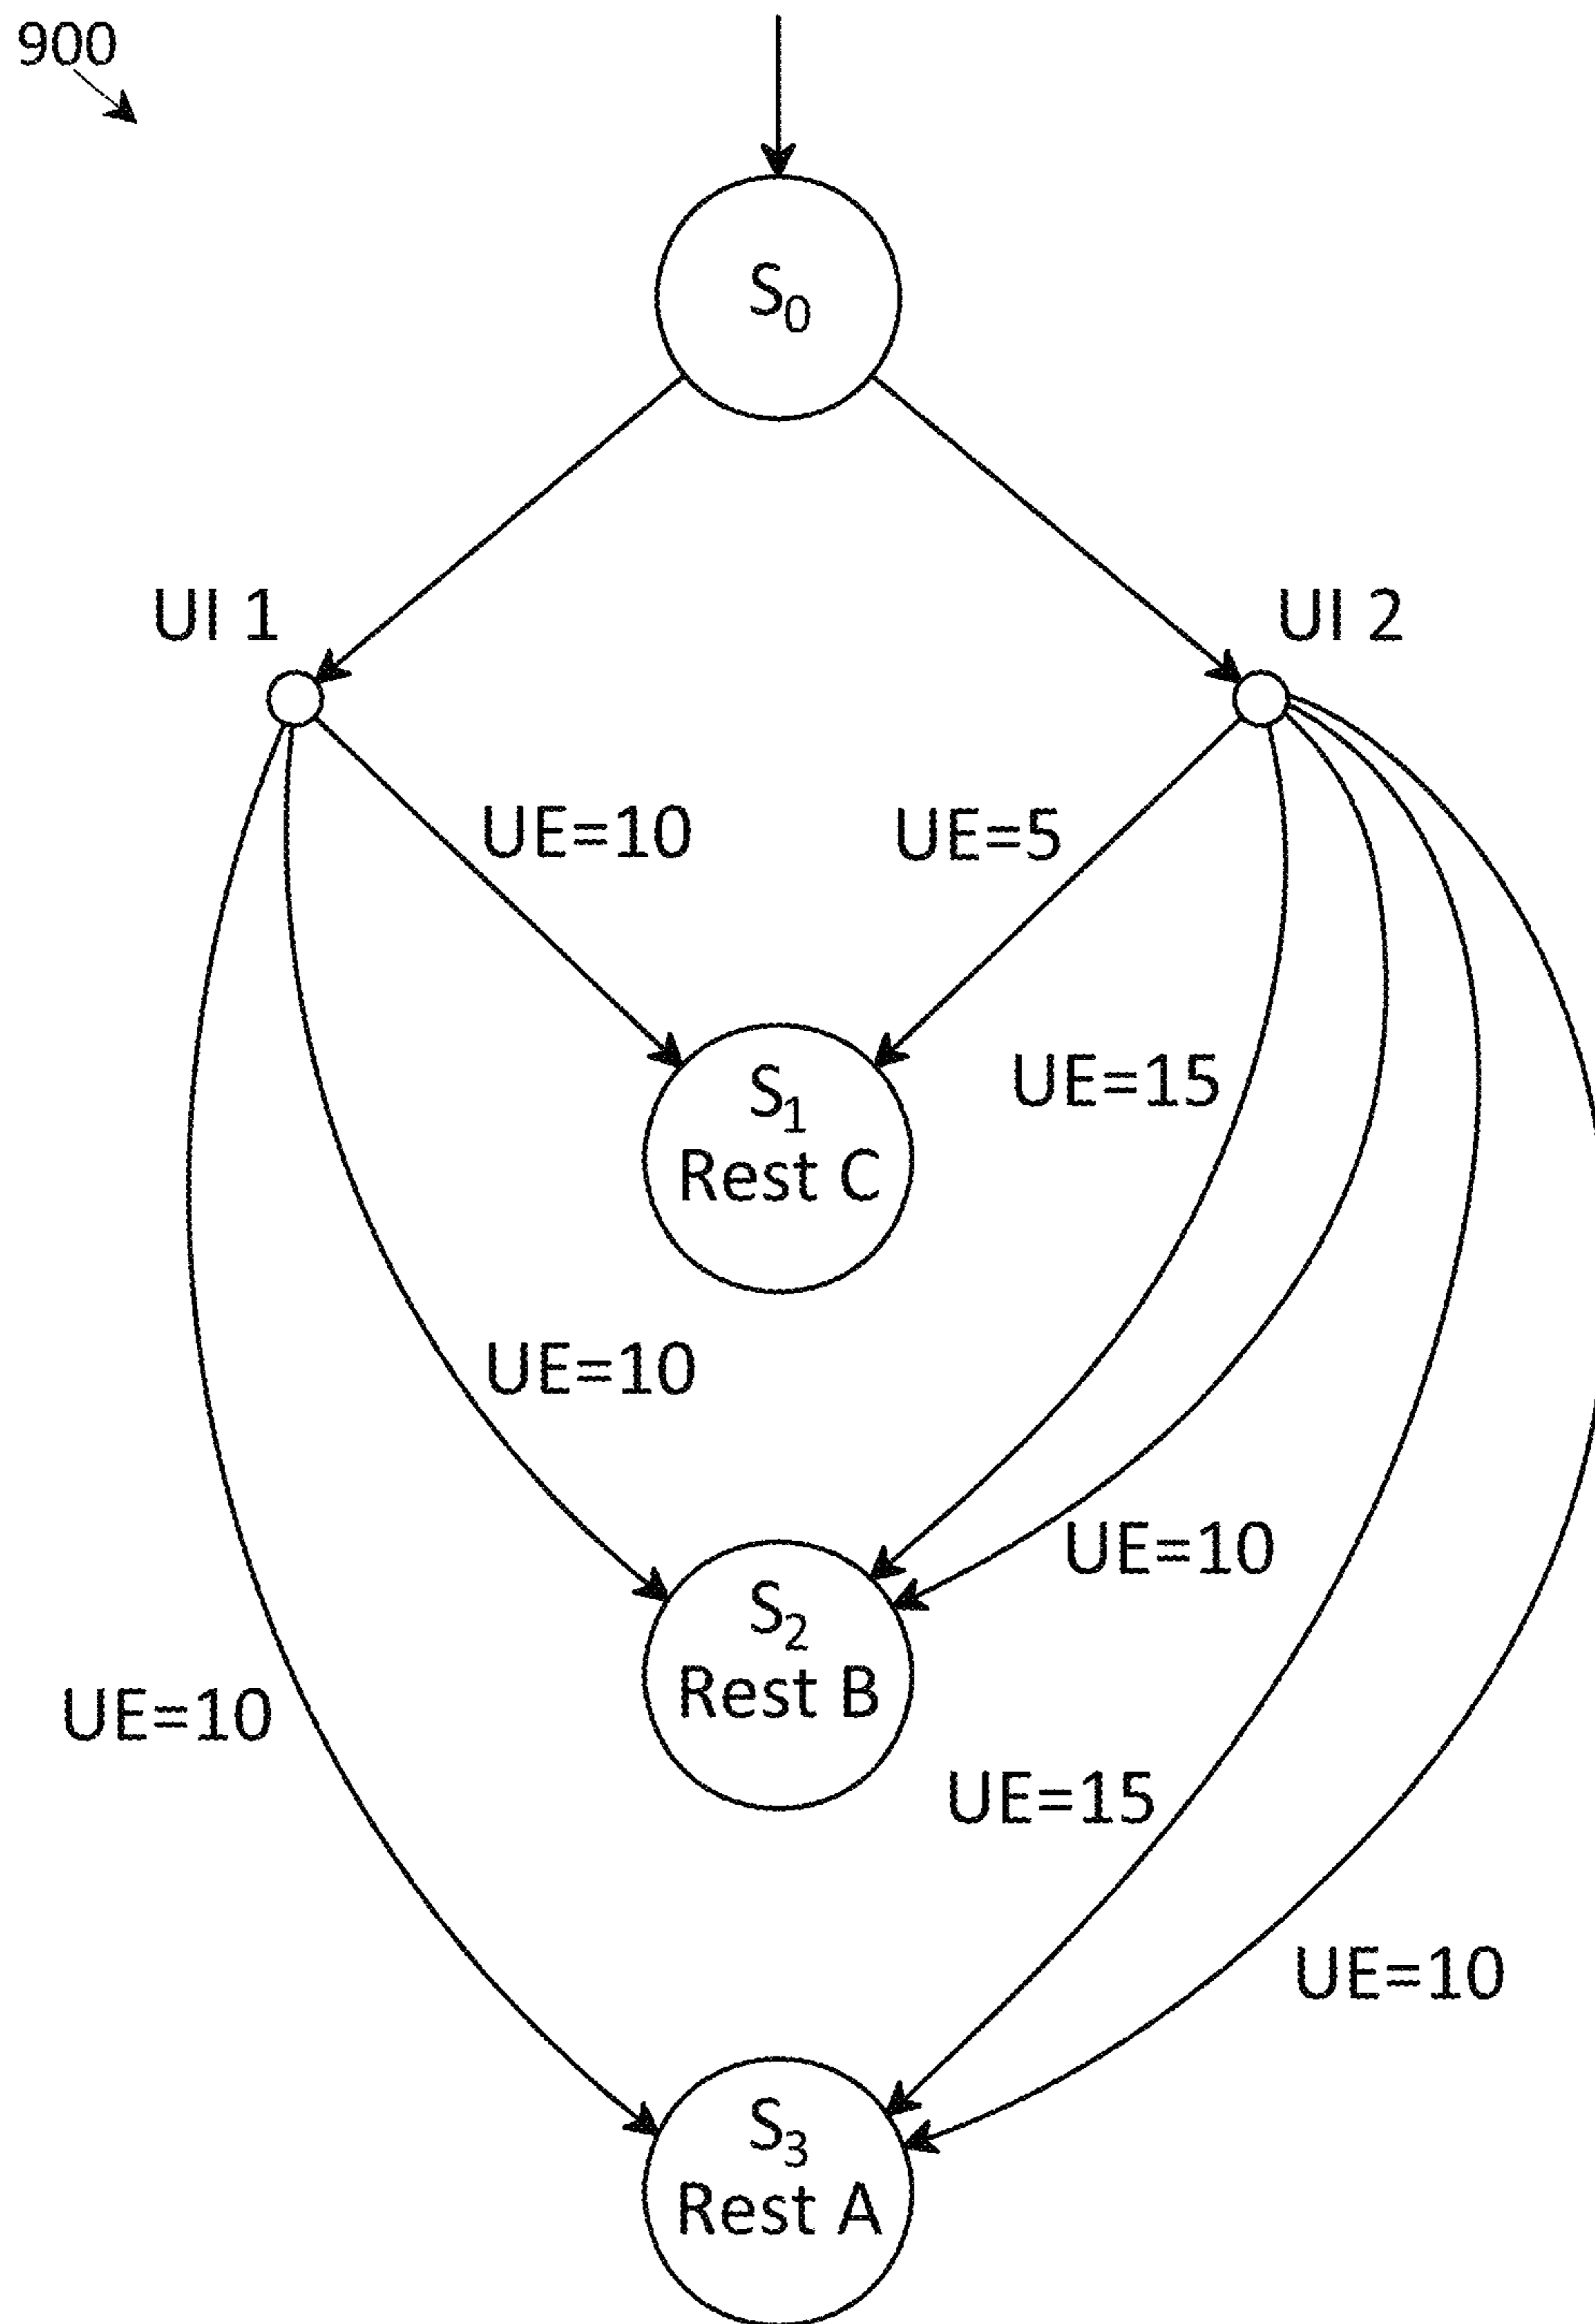 900
S₀
UI 1
UI 2
UE=10
UE=5
S₁
Rest C
UE=15
UE=10
UE=10
S₂
Rest B
UE=10
UE=15
UE=10
S₃
Rest A